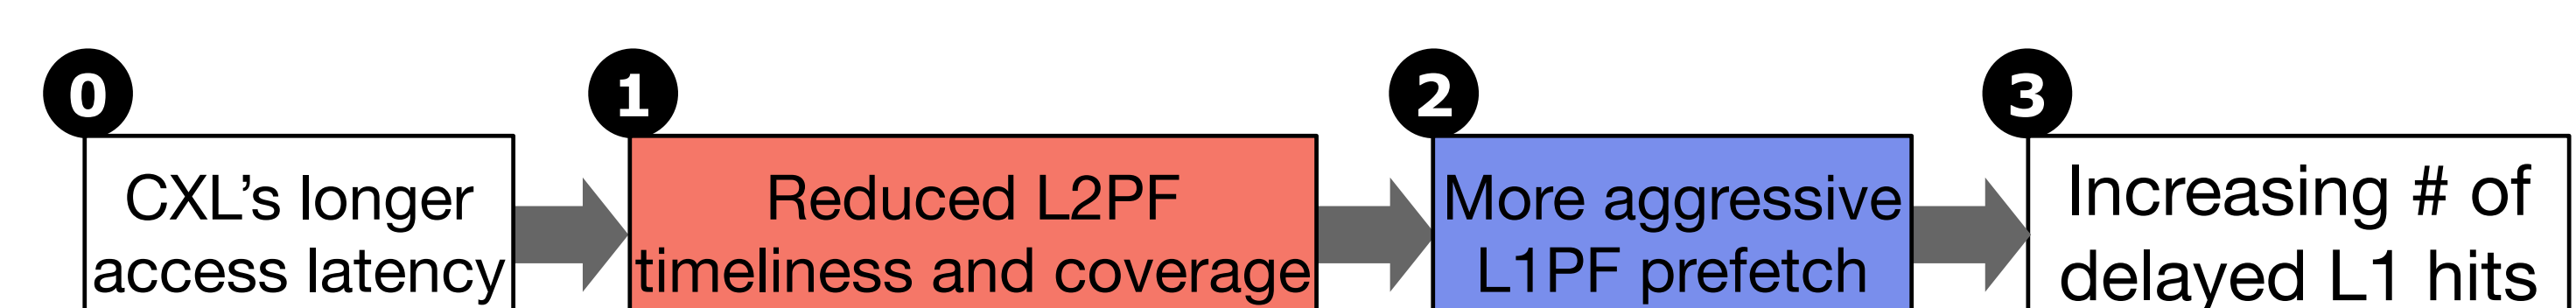 0
CXL's longer
access latency
1
Reduced L2PF
timeliness and coverage
2
More aggressive
L1PF prefetch
3
Increasing # of
delayed L1 hits